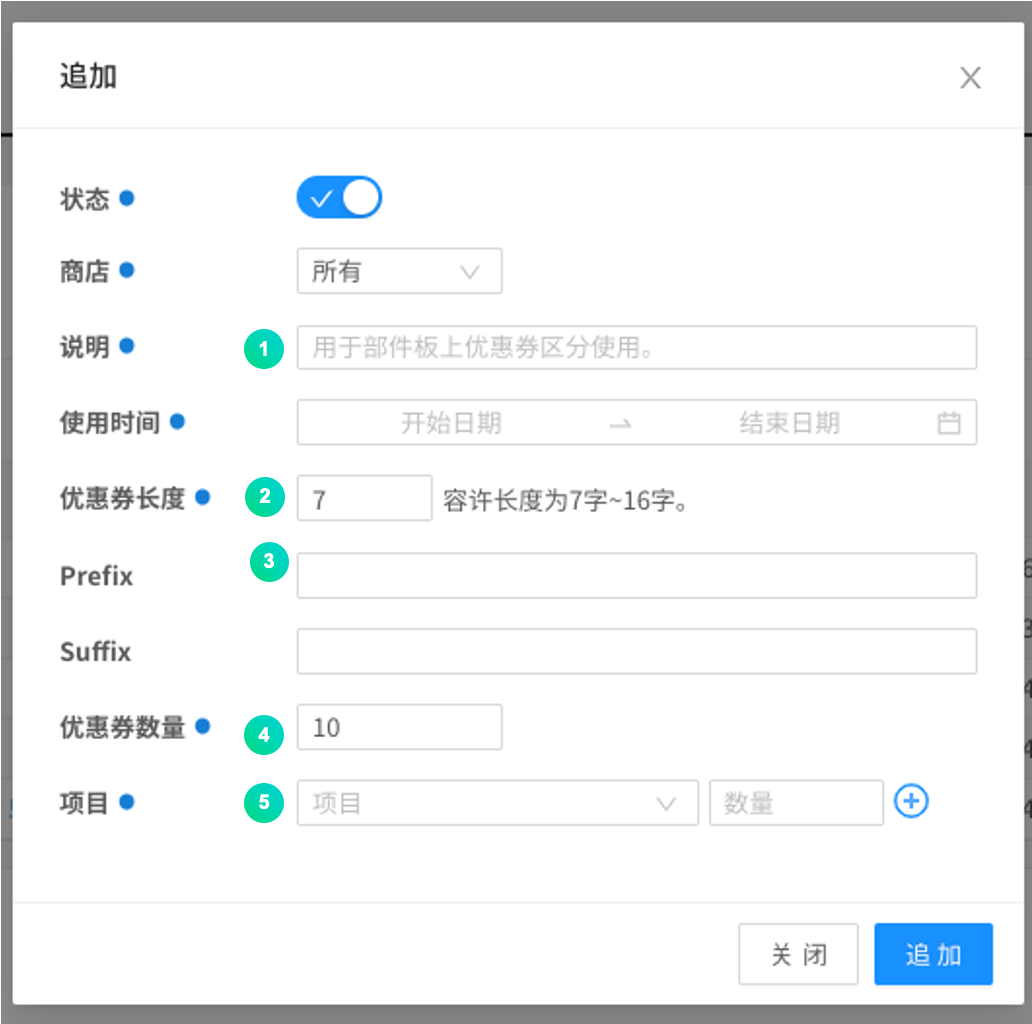 追加
状态
商店 所有
说明 1 用于部件板上优惠券区分使用。
使用时间 开始日期 结束日期
优惠券长度 2 7 容许长度为7字~16字。
Prefix 3
Suffix
优惠券数量 4 10
项目 5 项目 数量
关闭 追加